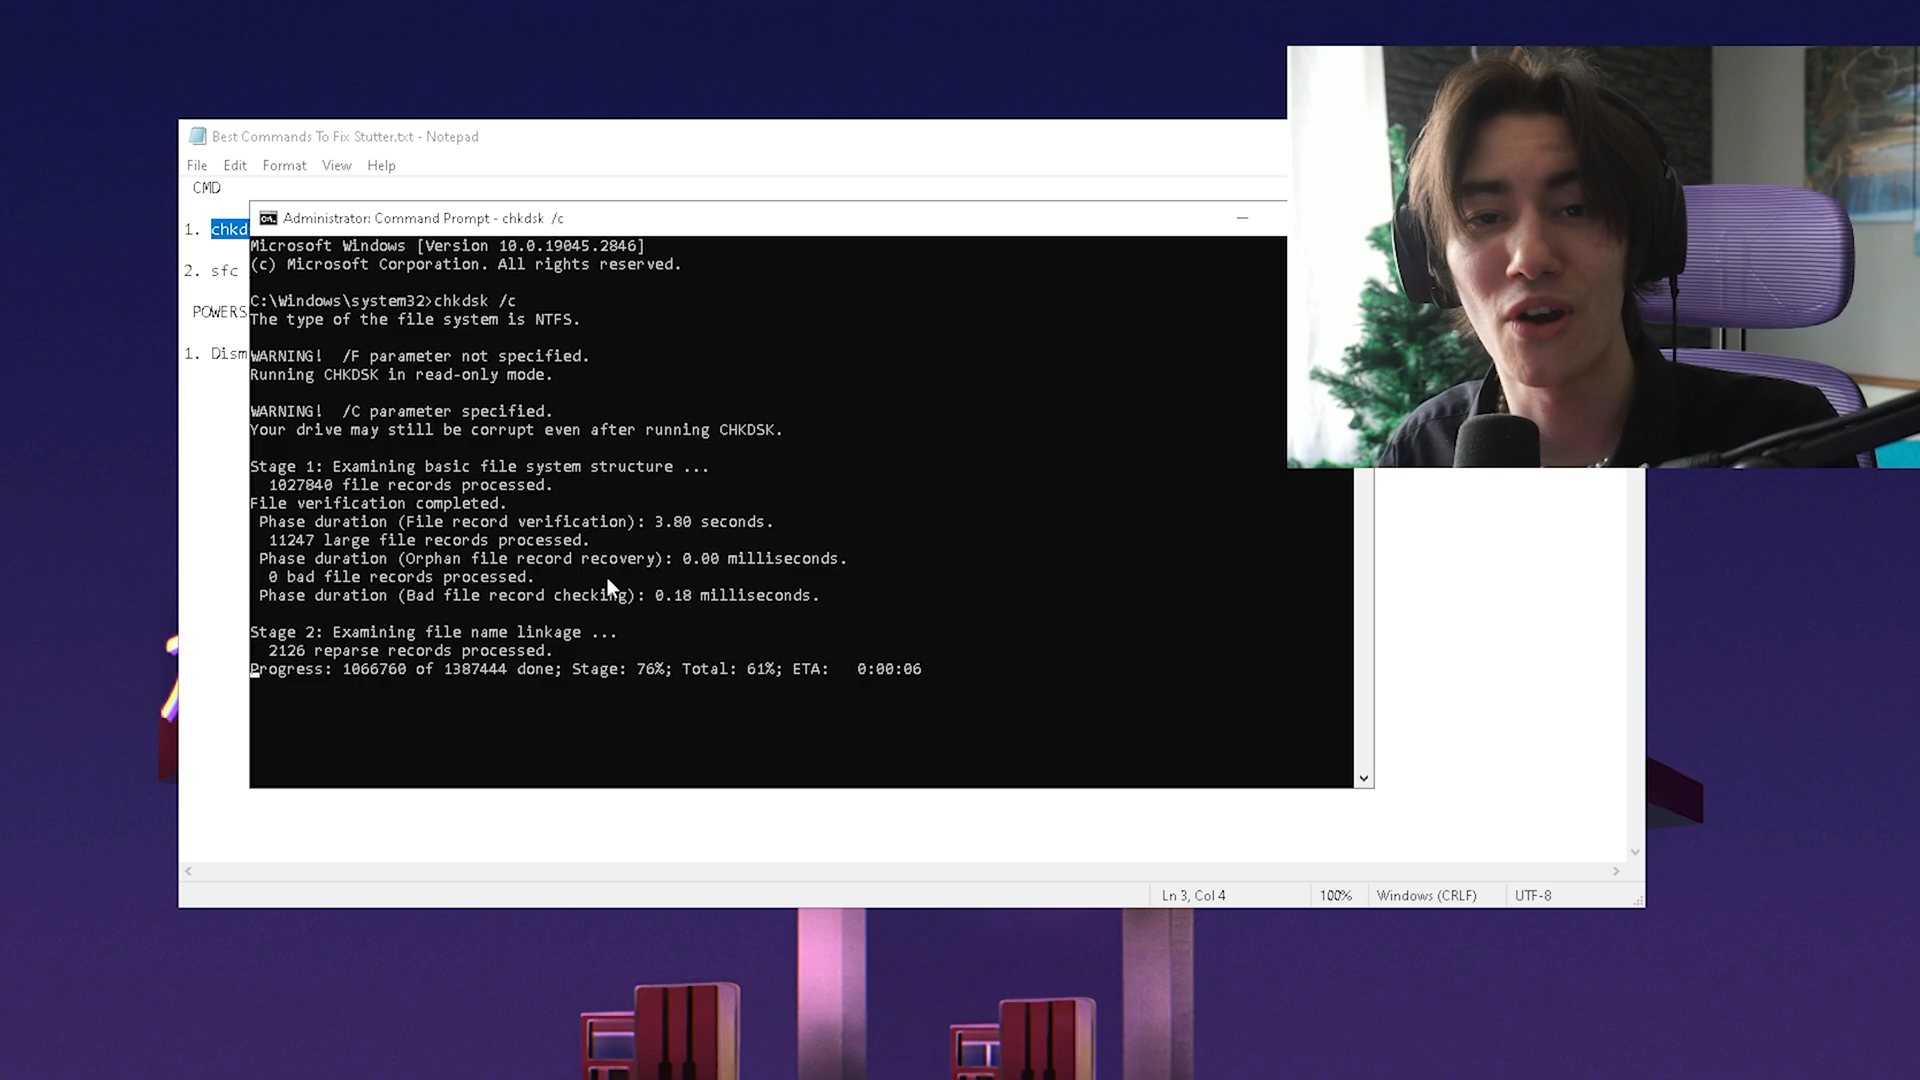 Best Commands To Fix Stutter.txt - Notepad
File Edit Format View Help
CMD
1. chkd
2. sfc
POWERS
1. Dism
Administrator: Command Prompt - chkdsk /c
Microsoft Windows [Version 10.0.19045.2846]
(c) Microsoft Corporation. All rights reserved.
C:\Windows\system32>chkdsk /c
The type of the file system is NTFS.
WARNING! /F parameter not specified.
Running CHKDSK in read-only mode.
WARNING! /C parameter specified.
Your drive may still be corrupt even after running CHKDSK.
Stage 1: Examining basic file system structure ...
1027840 file records processed.
File verification completed.
Phase duration (File record verification): 3.80 seconds.
11247 large file records processed.
Phase duration (Orphan file record recovery): 0.00 milliseconds.
0 bad file records processed.
Phase duration (Bad file record checking): 0.18 milliseconds.
Stage 2: Examining file name linkage ...
2126 reparse records processed.
Progress: 1066760 of 1387444 done; Stage: 76%; Total: 61%; ETA: 0:00:06
Ln 3, Col 4 100% Windows (CRLF) UTF-8